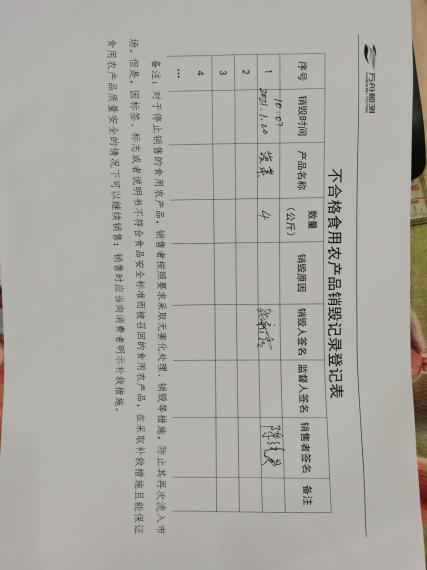 方舟检测
不合格食用农产品销毁记录登记表
序号 销毁时间 产品名称 数量（公斤） 销毁原因 销毁人签名 监督人签名 销售者签名 备注
1 10:07 2021.1.20 4
2
3
4
...
备注：对于停止销售的食用农产品，销售者按照要求采取无害化处理、销毁等措施，防止其再次流入市
场。但是，因标签、标志或者说明书不符合食品安全标准而被召回的食用农产品，在采取补救措施且能保证
食用农产品质量安全的情况下可以继续销售；销售时应当向消费者明示补救措施。